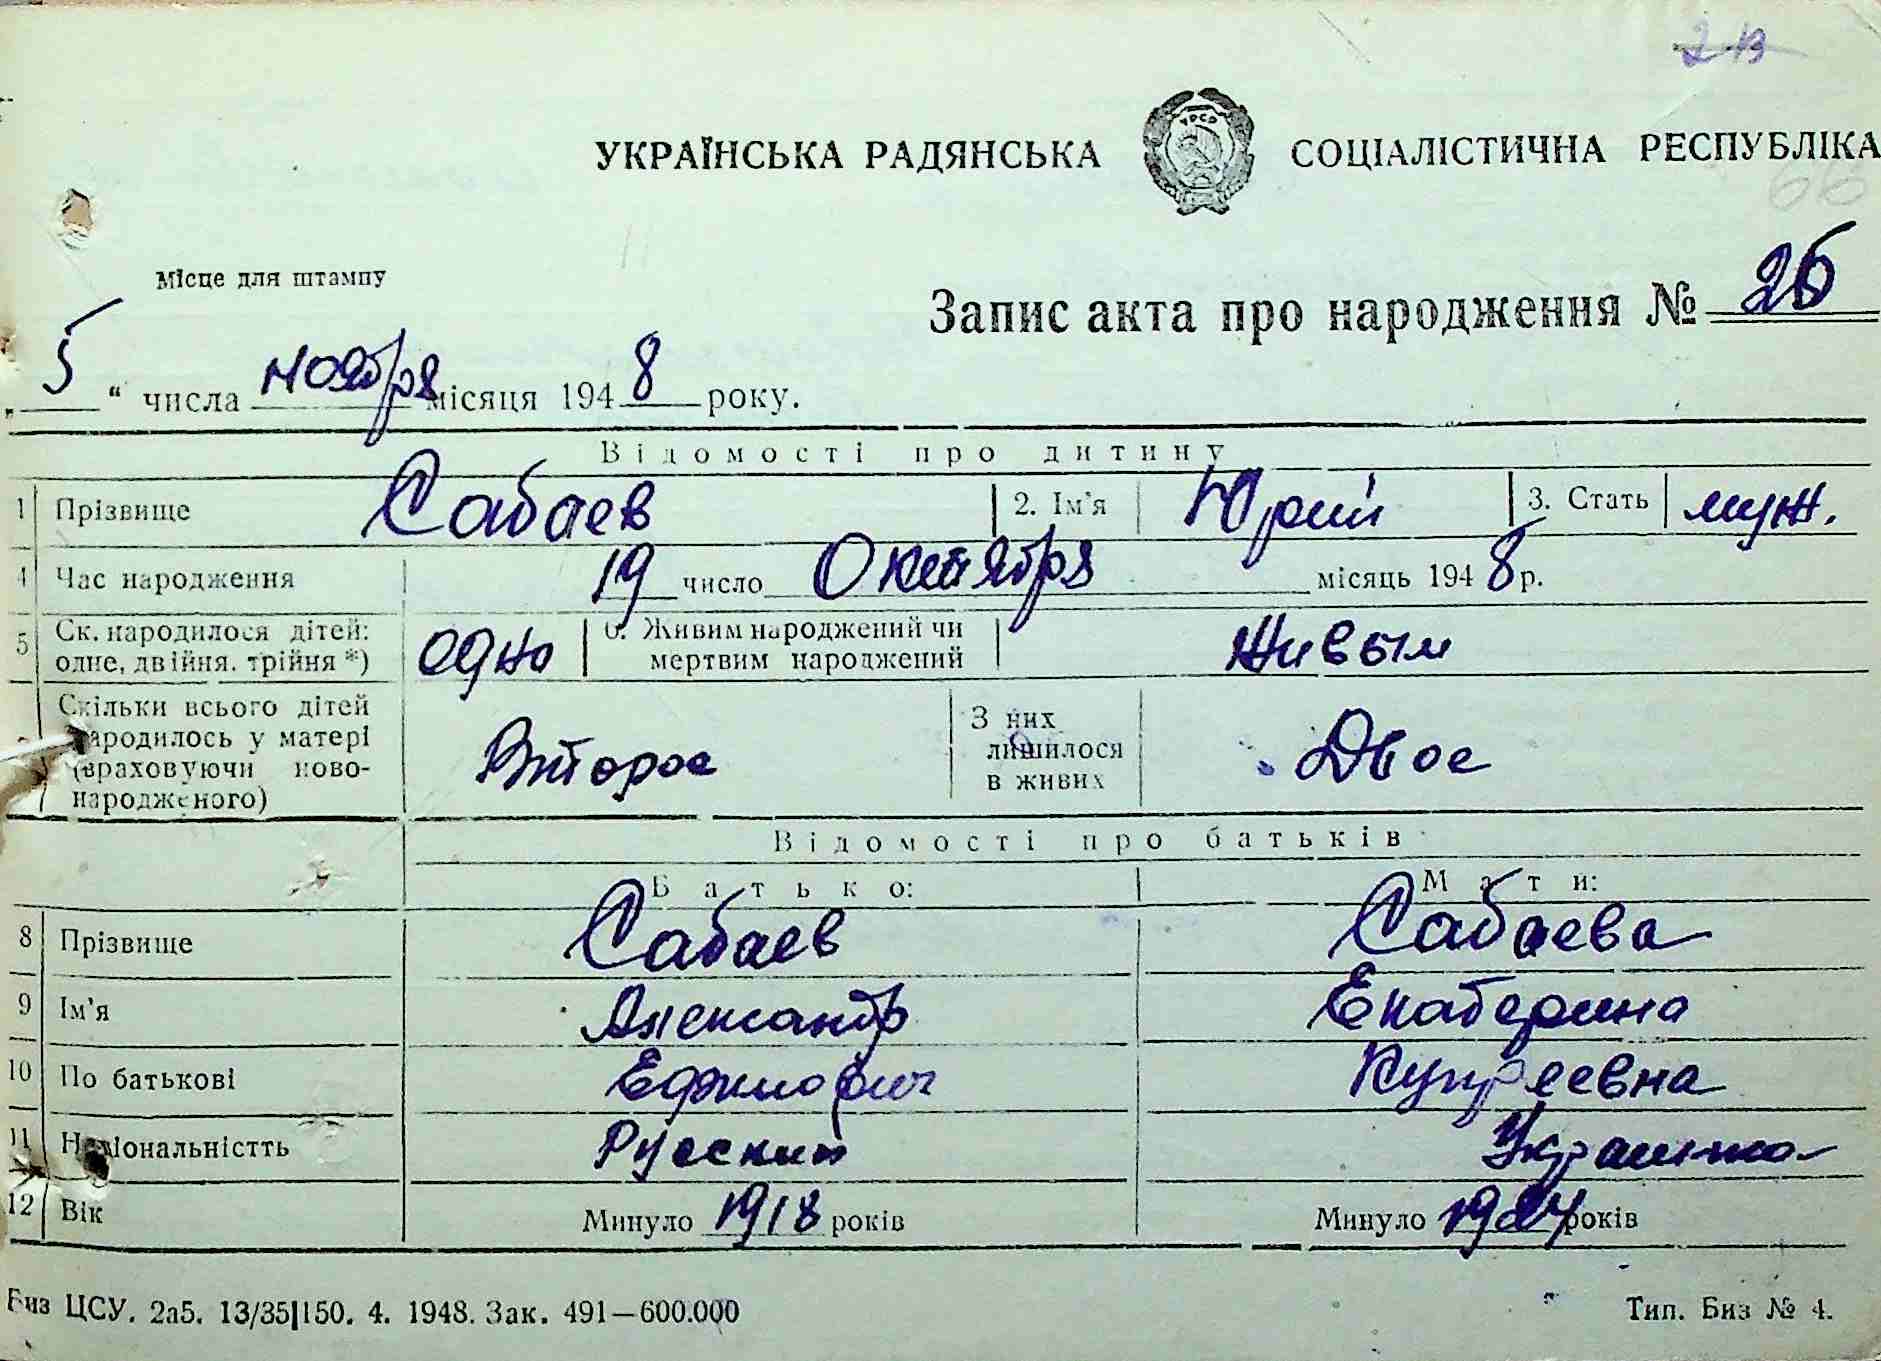 2-13
УКРАЇНСЬКА РАДЯНСЬКА УРСР СОЦІАЛІСТИЧНА РЕСПУБЛІКА
66
Місце для штампу
Запис акта про народження № 26
„5“ числа ноября місяця 1948 року.
Відомості про дитину
1 Прізвище Сабаев 2. Ім'я Юрий 3. Стать муж.
4 Час народження 19 число Октября місяць 1948 р.
5 Ск. народилося дітей: одне, двійня, трійня *) одно 6. Живим народжений чи мертвим народжений Живым
Скільки всього дітей народилось у матері (враховуючи новонародженого) Второе З них лишилося в живих Двое
Відомості про батьків
Батько: Мати:
8 Прізвище Сабаев Сабаева
9 Ім'я Александр Екатерина
10 По батькові Ефимович Купреевна
11 Національністть Русский Украинка
12 Вік Минуло 1918 років Минуло 1924 років
Биз ЦСУ. 2а5. 13/35|150. 4. 1948. Зак. 491—600.000 Тип. Биз № 4.